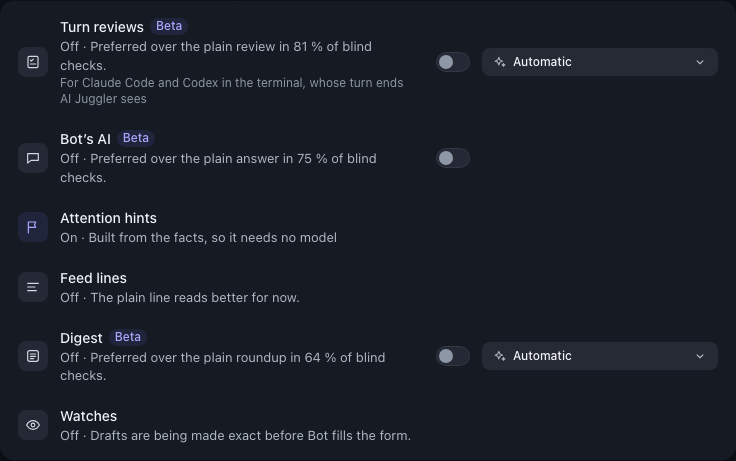 Turn reviews Beta
Off · Preferred over the plain review in 81 % of blind
checks.
For Claude Code and Codex in the terminal, whose turn ends
AI Juggler sees
Automatic
Bot’s AI Beta
Off · Preferred over the plain answer in 75 % of blind
checks.
Attention hints
On · Built from the facts, so it needs no model
Feed lines
Off · The plain line reads better for now.
Digest Beta
Off · Preferred over the plain roundup in 64 % of blind
checks.
Automatic
Watches
Off · Drafts are being made exact before Bot fills the form.